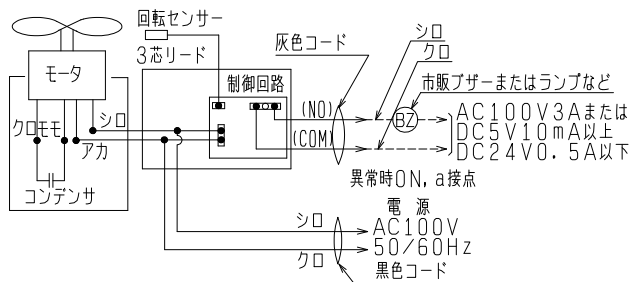 回転センサー
3芯リード
モータ
クロモモ
シロ
アカ
コンデンサ
制御回路
灰色コード
(NO)
(COM)
シロ
クロ
市販ブザーまたはランプなど
BZ
AC100V3Aまたは
DC5V10mA以上
DC24V0.5A以下
異常時ON,a接点
電源
シロ
AC100V
50/60Hz
クロ
黒色コード